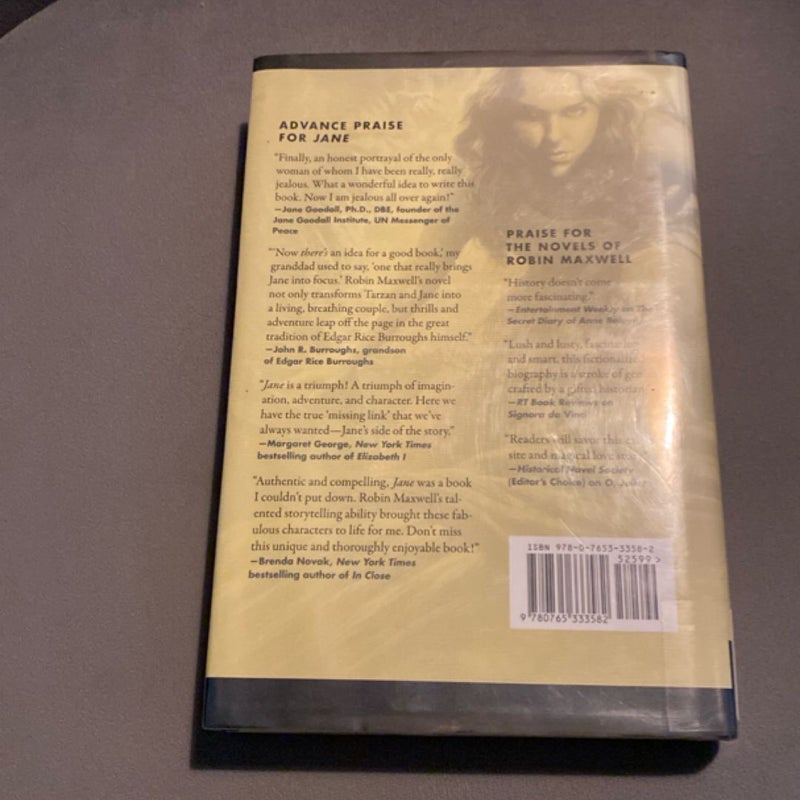 ADVANCE PRAISE
FOR JANE
"Finally, an honest portrayal of the only
woman of whom I have been really, really
jealous. What a wonderful idea to write this
book. Now I am jealous all over again!"
—Jane Goodall, Ph.D., DBE, founder of the
Jane Goodall Institute, UN Messenger of
Peace
"'Now there's an idea for a good book,' my
granddad used to say, 'one that really brings
Jane into focus.' Robin Maxwell's novel
not only transforms Tarzan and Jane into
a living, breathing couple, but thrills and
adventure leap off the page in the great
tradition of Edgar Rice Burroughs himself."
—John R. Burroughs, grandson
of Edgar Rice Burroughs
"Jane is a triumph! A triumph of imagin-
ation, adventure, and character. Here we
have the true 'missing link' that we've
always wanted—Jane's side of the story."
—Margaret George, New York Times
bestselling author of Elizabeth I
"Authentic and compelling, Jane was a book
I couldn't put down. Robin Maxwell's tal-
ented storytelling ability brought these fab-
ulous characters to life for me. Don't miss
this unique and thoroughly enjoyable book!"
—Brenda Novak, New York Times
bestselling author of In Close
PRAISE FOR
THE NOVELS OF
ROBIN MAXWELL
"History doesn't come
more fascinating."
—Entertainment Weekly on The
Secret Diary of Anne Boleyn
"Lush and lusty,
and smart, this
biography is a stroke of
crafted by a gifted historian
—RT Book Reviews on
Signora da Vinci
"Readers will savor this
site and magical love
—Historical Novel Society
(Editor's Choice) on O,
ISBN 978-0-7653-3358-2
52599>
9 780765 333582